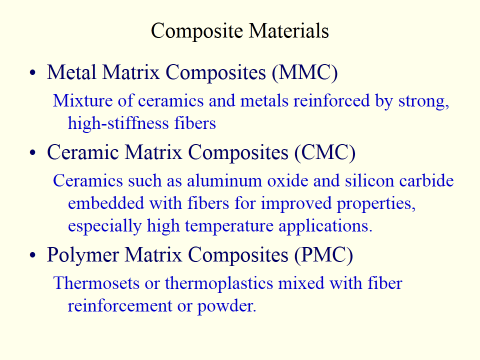 Composite Materials
• Metal Matrix Composites (MMC)
Mixture of ceramics and metals reinforced by strong,
high-stiffness fibers
• Ceramic Matrix Composites (CMC)
Ceramics such as aluminum oxide and silicon carbide
embedded with fibers for improved properties,
especially high temperature applications.
• Polymer Matrix Composites (PMC)
Thermosets or thermoplastics mixed with fiber
reinforcement or powder.